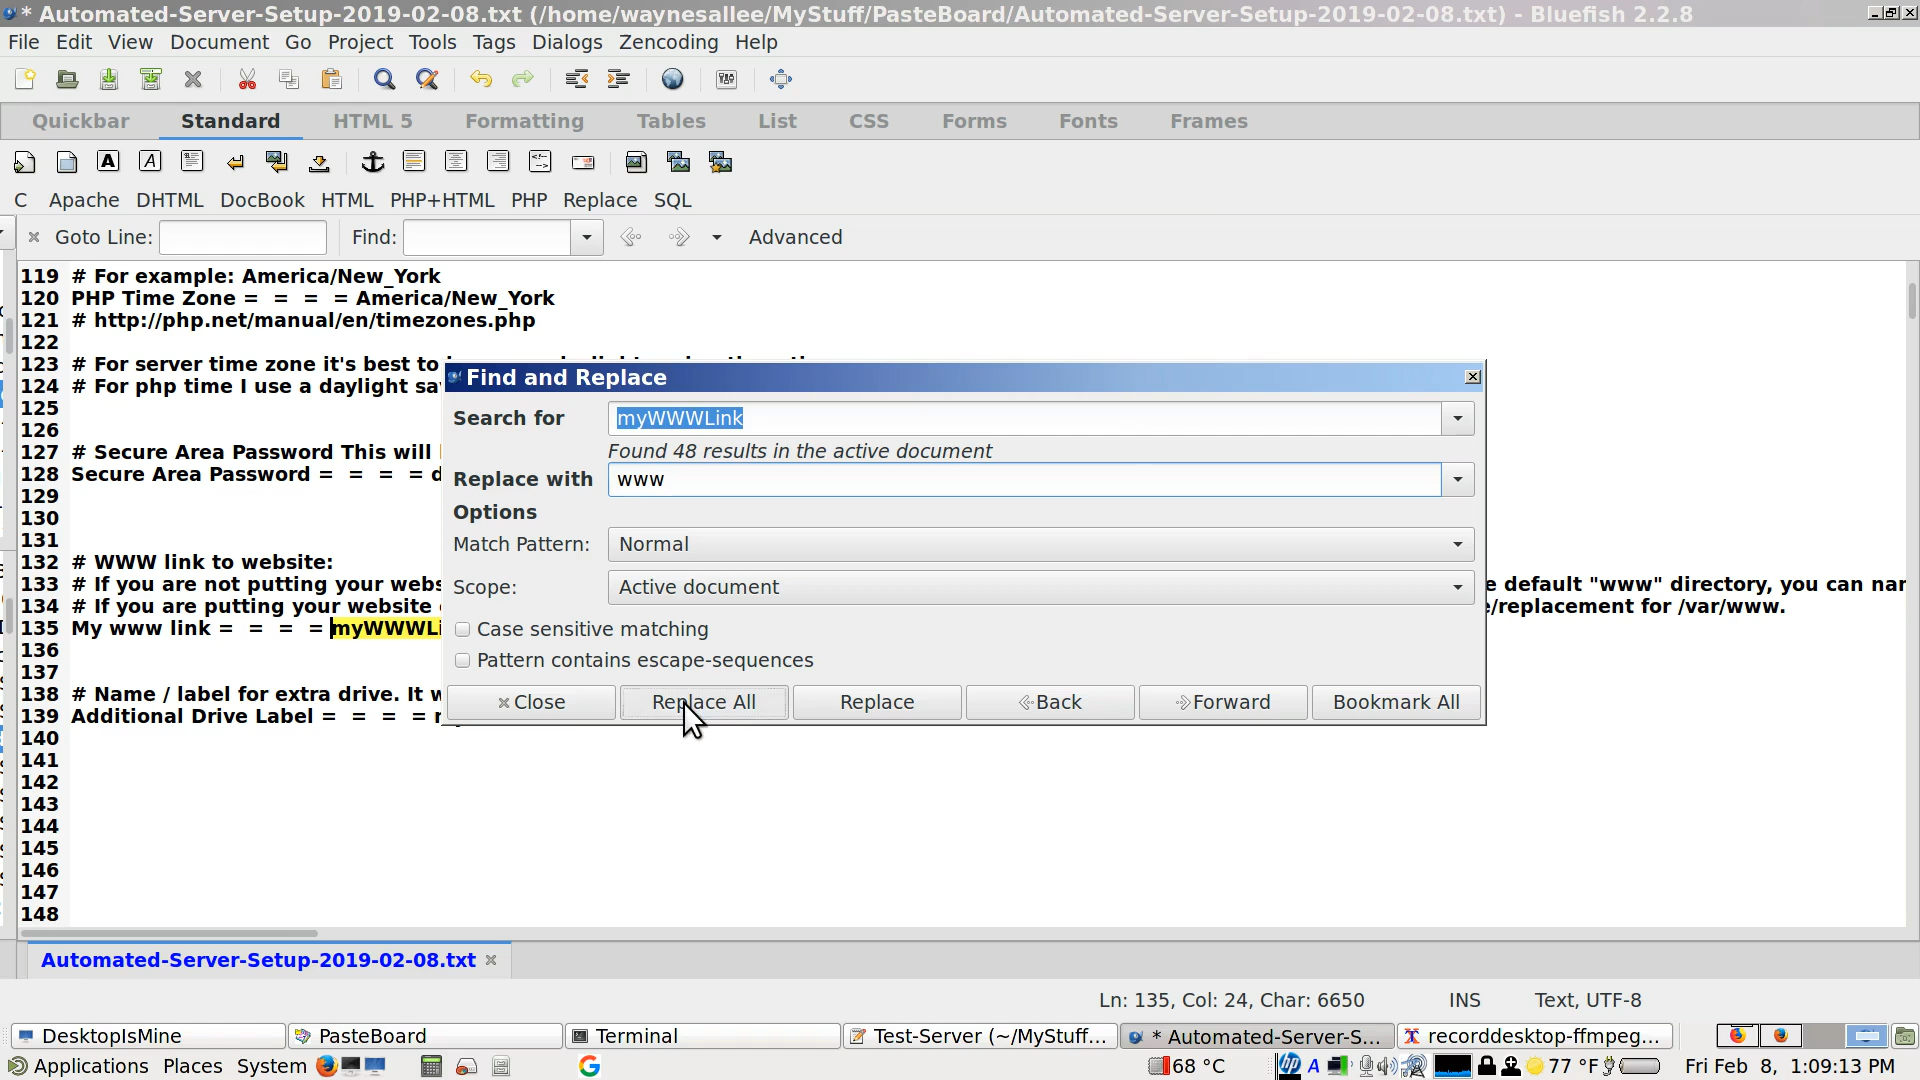 * Automated-Server-Setup-2019-02-08.txt (/home/waynesallee/MyStuff/PasteBoard/Automated-Server-Setup-2019-02-08.txt) - Bluefish 2.2.8
File Edit View Document Go Project Tools Tags Dialogs Zencoding Help
Quickbar Standard HTML 5 Formatting Tables List CSS Forms Fonts Frames
C Apache DHTML DocBook HTML PHP+HTML PHP Replace SQL
Goto Line: Find: Advanced
119 # For example: America/New_York
120 PHP Time Zone = = = = America/New_York
121 # http://php.net/manual/en/timezones.php
122
123 # For server time zone it's best to
124 # For php time I use a daylight sa
125
126
127 # Secure Area Password This will
128 Secure Area Password = = = = d
129
130
131
132 # WWW link to website:
133 # If you are not putting your webs e default "www" directory, you can nar
134 # If you are putting your website e/replacement for /var/www.
135 My www link = = = = myWWWLi
136
137
138 # Name / label for extra drive. It w
139 Additional Drive Label = = = =
140
141
142
143
144
145
146
147
148
Find and Replace
Search for myWWWLink
Found 48 results in the active document
Replace with www
Options
Match Pattern: Normal
Scope: Active document
Case sensitive matching
Pattern contains escape-sequences
Close Replace All Replace Back Forward Bookmark All
Automated-Server-Setup-2019-02-08.txt
Ln: 135, Col: 24, Char: 6650 INS Text, UTF-8
DesktopIsMine PasteBoard Terminal Test-Server (~/MyStuff... * Automated-Server-S... recorddesktop-ffmpeg...
Applications Places System 68 °C 77 °F Fri Feb 8, 1:09:13 PM